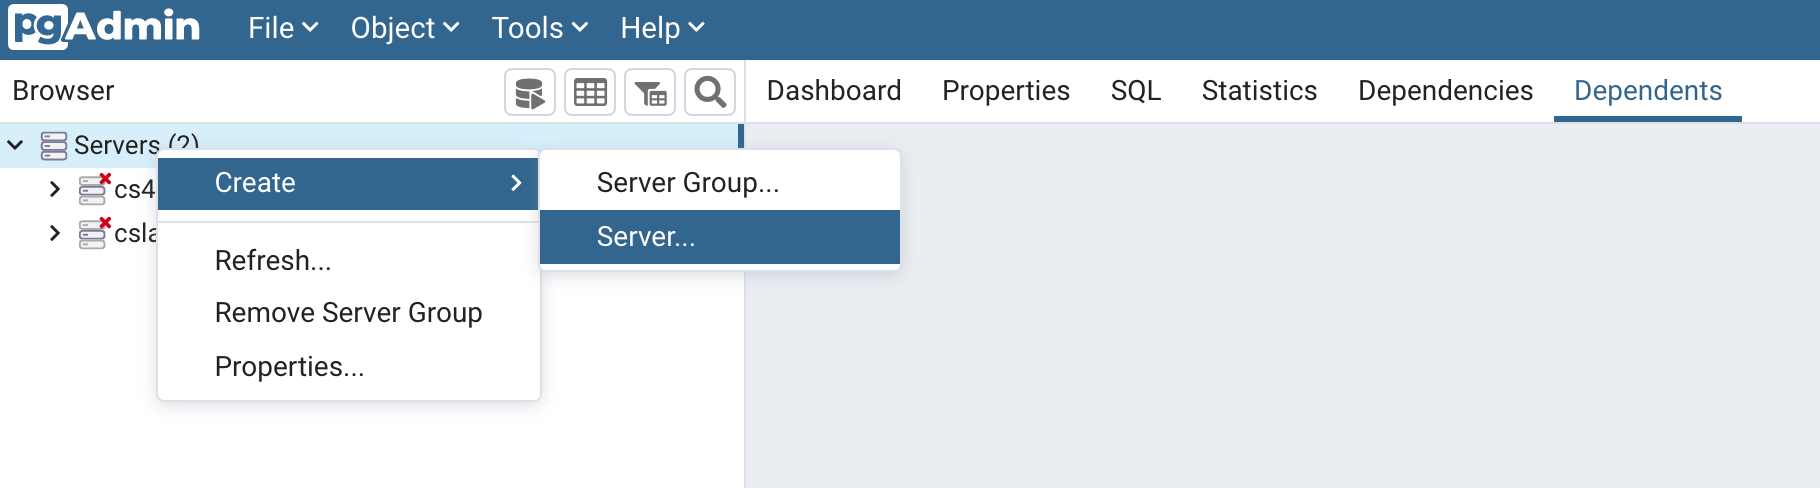 pgAdmin File Object Tools Help
Browser
Dashboard Properties SQL Statistics Dependencies Dependents
Servers (2)
cs4
csla
Create
Refresh...
Remove Server Group
Properties...
Server Group...
Server...